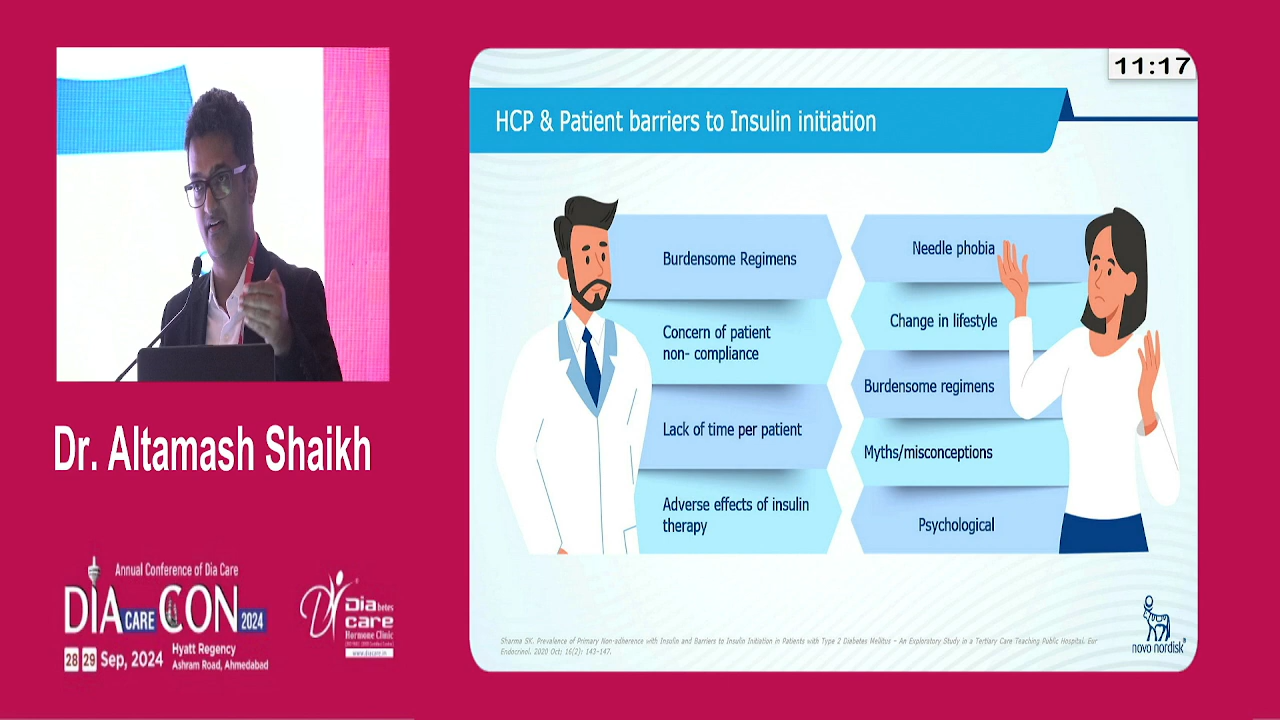 11:17
HCP & Patient barriers to Insulin initiation
Burdensome Regimens
Concern of patient
non- compliance
Lack of time per patient
Adverse effects of insulin
therapy
Needle phobia
Change in lifestyle
Burdensome regimens
Myths/misconceptions
Psychological
Sharma SK. Prevalence of Primary Non-adherence with Insulin and Barriers to Insulin Initiation in Patients with Type 2 Diabetes Mellitus – An Exploratory Study in a Tertiary Care Teaching Public Hospital. Eur
Endocrinol. 2020 Oct; 16(2): 143–147.
novo nordisk®
Dr. Altamash Shaikh
Annual Conference of Dia Care
DIA CARE CON 2024
28 29 Sep, 2024
Hyatt Regency
Ashram Road, Ahmedabad
Diabetes
care
Hormone Clinic
www.diacare.in